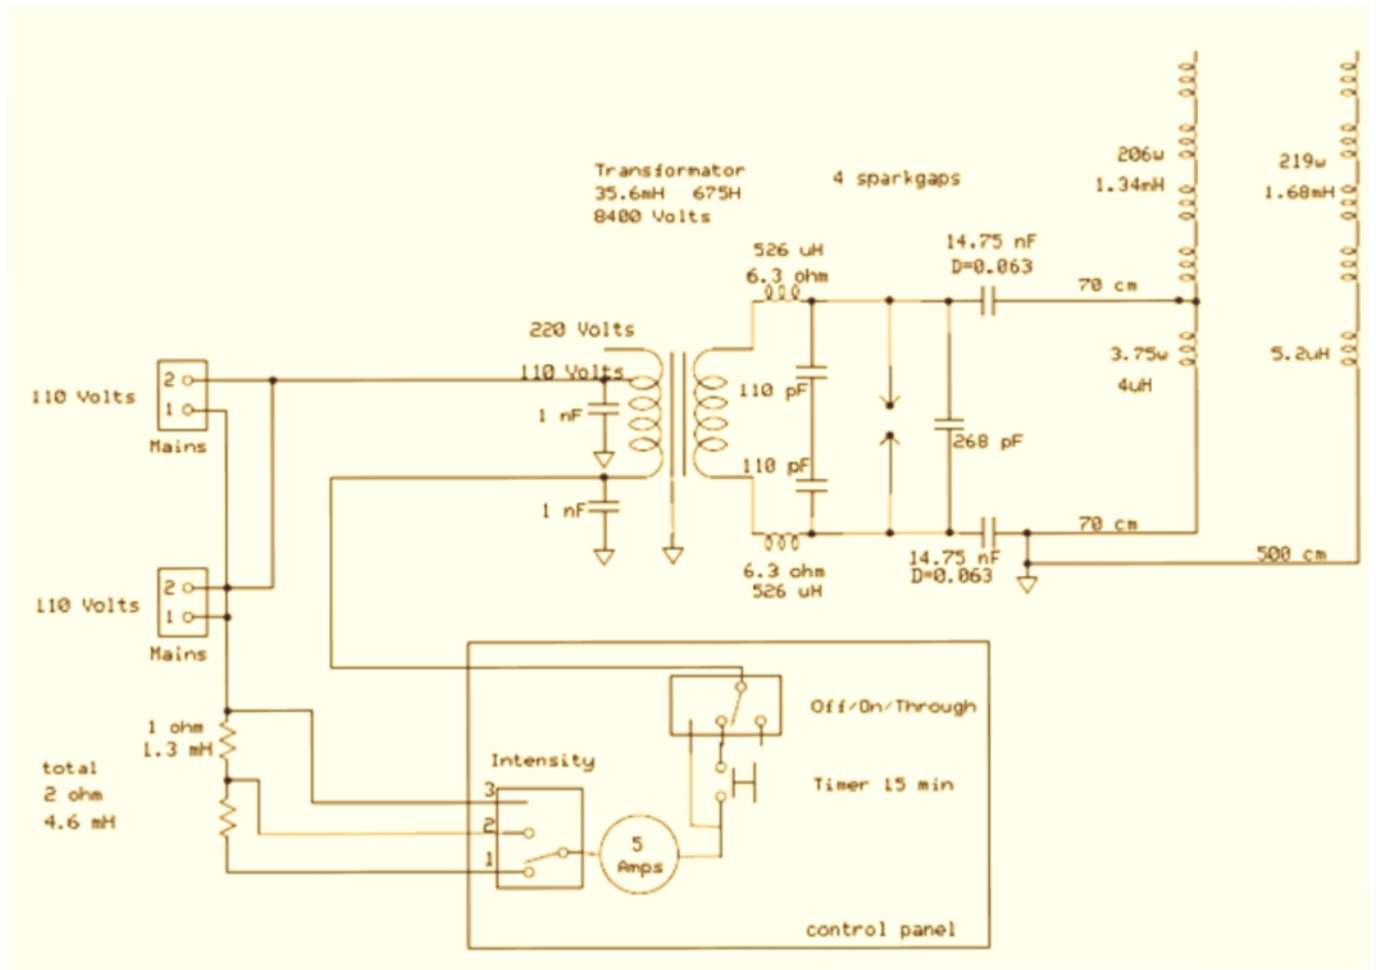 206w
1.34mH
219w
1.68mH
Transformator
35.6mH 675H
8400 Volts
4 sparkgaps
526 uH
6.3 ohm
14.75 nF
D=0.063
70 cm
220 Volts
110 Volts
3.75w
4uH
5.2uH
110 Volts
2
1
Mains
1 nF
110 pF
268 pF
110 pF
1 nF
70 cm
500 cm
14.75 nF
D=0.063
6.3 ohm
526 uH
110 Volts
2
1
Mains
Off/On/Through
1 ohm
1.3 mH
Intensity
total
2 ohm
4.6 mH
3
2
1
Timer 15 min
5
Amps
control panel